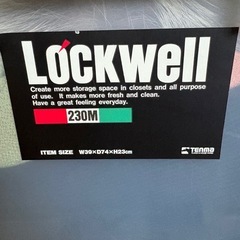 Lockwell
Create more storage space in closets and all purpose
of use. It makes more fresh and clean.
Have a great feeling everyday.
230M
ITEM SIZE W39×D74×H23cm
TENMA